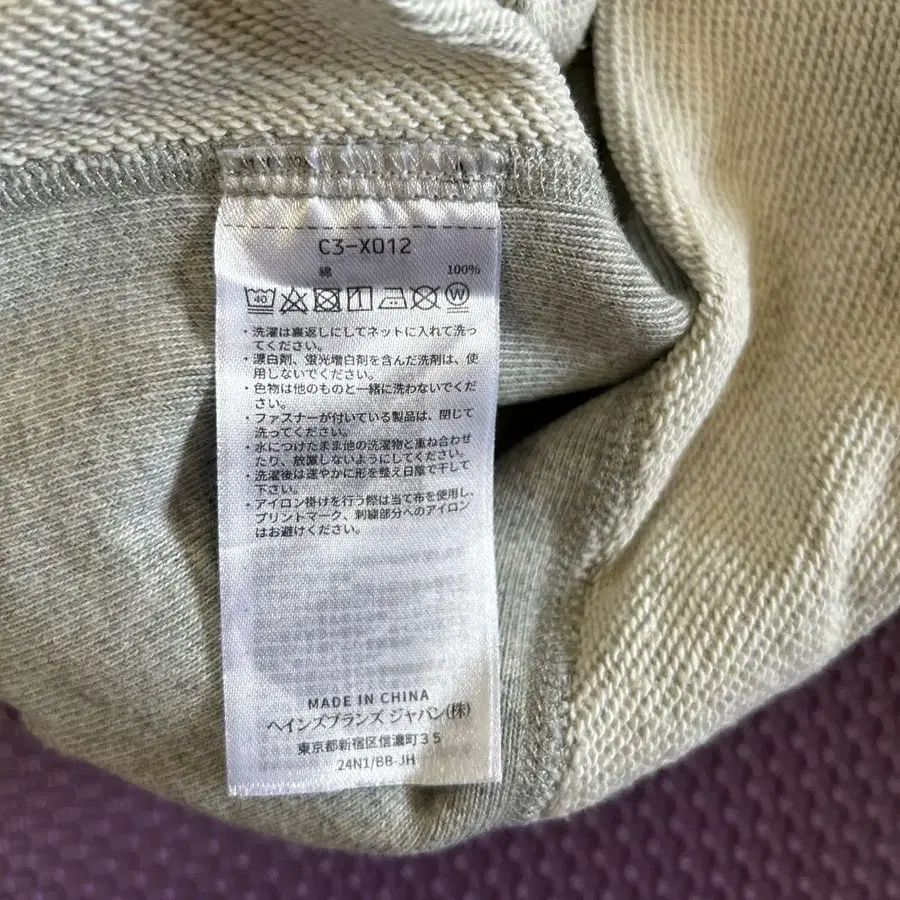 C3-X012
綿 100%
40 W
・洗濯は裏返しにしてネットに入れて洗っ
てください。
・漂白剤、蛍光増白剤を含んだ洗剤は、使
用しないでください。
・色物は他のものと一緒に洗わないでくだ
さい。
・ファスナーが付いている製品は、閉じて
洗ってください。
・水につけたまま他の洗濯物と重ね合わせ
たり、放置しないようにしてください。
・洗濯後は速やかに形を整え日陰で干して
下さい。
・アイロン掛けを行う際は当て布を使用し、
プリントマーク、刺繍部分へのアイロン
はお避けください。
MADE IN CHINA
ヘインズブランズ ジャパン(株)
東京都新宿区信濃町35
24N1/BB-JH